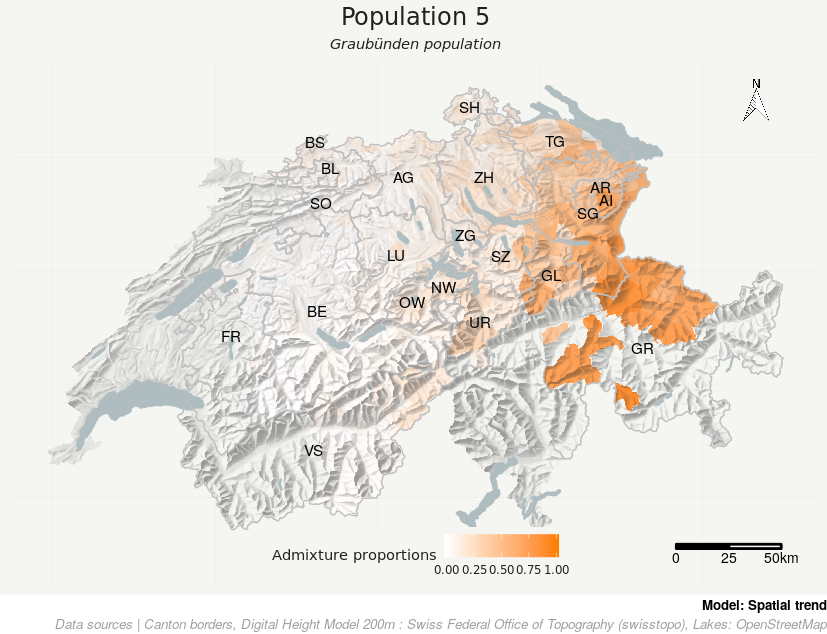 Population 5
Graubünden population
N
SH
BS
TG
BL
AG
ZH
AR
AI
SO
SG
ZG
LU
SZ
GL
NW
OW
BE
UR
FR
GR
VS
Admixture proportions
0.00 0.25 0.50 0.75 1.00
0 25 50km
Model: Spatial trend
Data sources | Canton borders, Digital Height Model 200m : Swiss Federal Office of Topography (swisstopo), Lakes: OpenStreetMap